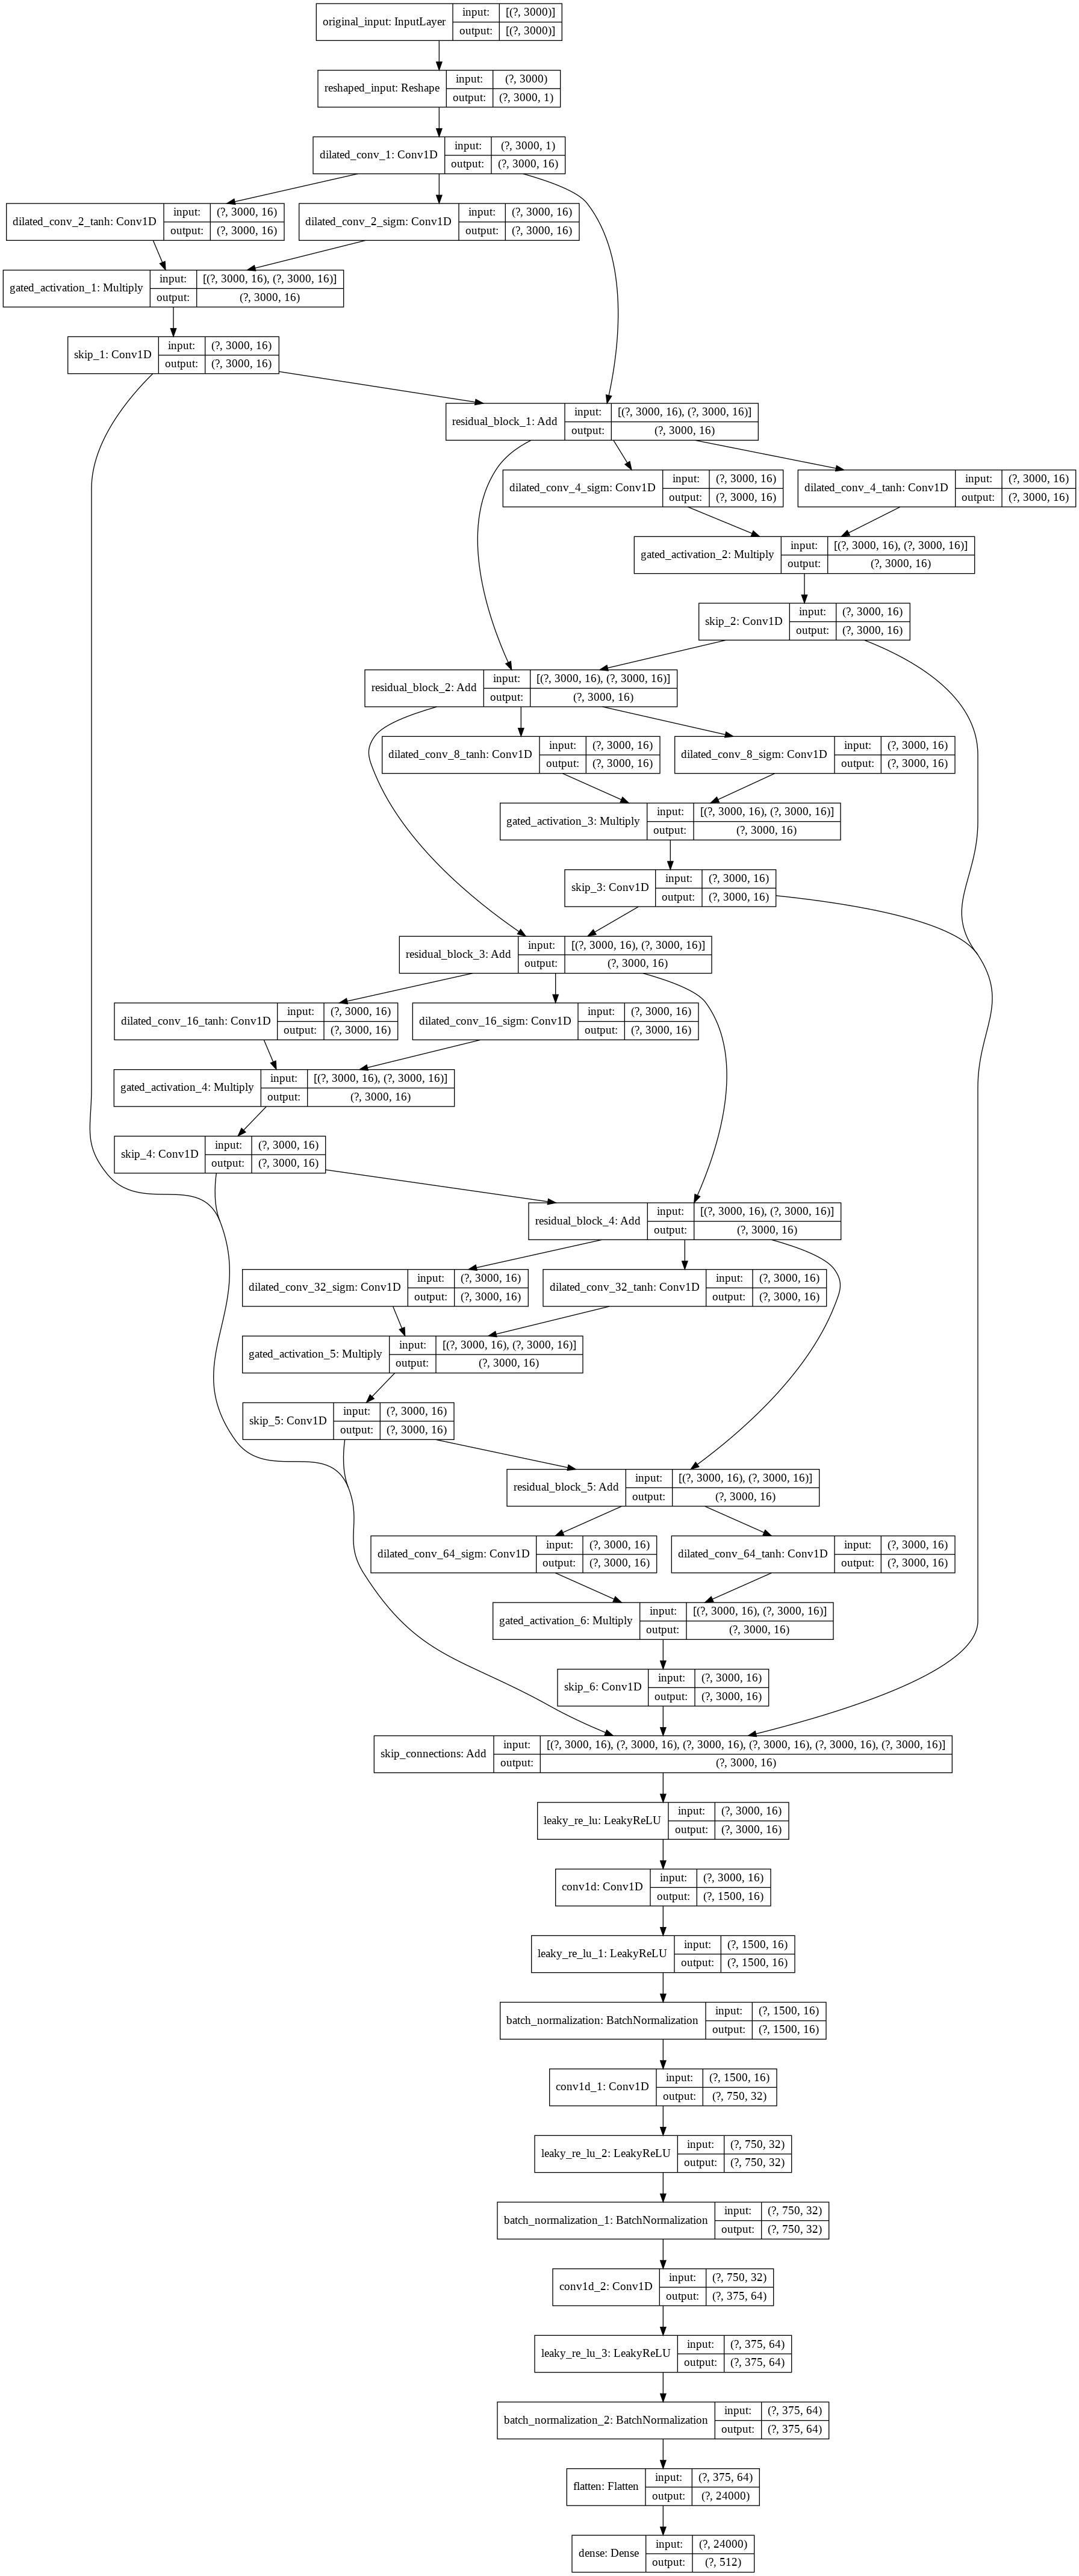 original_input: InputLayer
input: [(?, 3000)]
output: [(?, 3000)]
reshaped_input: Reshape
input: (?, 3000)
output: (?, 3000, 1)
dilated_conv_1: Conv1D
input: (?, 3000, 1)
output: (?, 3000, 16)
dilated_conv_2_tanh: Conv1D
input: (?, 3000, 16)
output: (?, 3000, 16)
dilated_conv_2_sigm: Conv1D
input: (?, 3000, 16)
output: (?, 3000, 16)
gated_activation_1: Multiply
input: [(?, 3000, 16), (?, 3000, 16)]
output: (?, 3000, 16)
skip_1: Conv1D
input: (?, 3000, 16)
output: (?, 3000, 16)
residual_block_1: Add
input: [(?, 3000, 16), (?, 3000, 16)]
output: (?, 3000, 16)
dilated_conv_4_sigm: Conv1D
input: (?, 3000, 16)
output: (?, 3000, 16)
dilated_conv_4_tanh: Conv1D
input: (?, 3000, 16)
output: (?, 3000, 16)
gated_activation_2: Multiply
input: [(?, 3000, 16), (?, 3000, 16)]
output: (?, 3000, 16)
skip_2: Conv1D
input: (?, 3000, 16)
output: (?, 3000, 16)
residual_block_2: Add
input: [(?, 3000, 16), (?, 3000, 16)]
output: (?, 3000, 16)
dilated_conv_8_tanh: Conv1D
input: (?, 3000, 16)
output: (?, 3000, 16)
dilated_conv_8_sigm: Conv1D
input: (?, 3000, 16)
output: (?, 3000, 16)
gated_activation_3: Multiply
input: [(?, 3000, 16), (?, 3000, 16)]
output: (?, 3000, 16)
skip_3: Conv1D
input: (?, 3000, 16)
output: (?, 3000, 16)
residual_block_3: Add
input: [(?, 3000, 16), (?, 3000, 16)]
output: (?, 3000, 16)
dilated_conv_16_tanh: Conv1D
input: (?, 3000, 16)
output: (?, 3000, 16)
dilated_conv_16_sigm: Conv1D
input: (?, 3000, 16)
output: (?, 3000, 16)
gated_activation_4: Multiply
input: [(?, 3000, 16), (?, 3000, 16)]
output: (?, 3000, 16)
skip_4: Conv1D
input: (?, 3000, 16)
output: (?, 3000, 16)
residual_block_4: Add
input: [(?, 3000, 16), (?, 3000, 16)]
output: (?, 3000, 16)
dilated_conv_32_sigm: Conv1D
input: (?, 3000, 16)
output: (?, 3000, 16)
dilated_conv_32_tanh: Conv1D
input: (?, 3000, 16)
output: (?, 3000, 16)
gated_activation_5: Multiply
input: [(?, 3000, 16), (?, 3000, 16)]
output: (?, 3000, 16)
skip_5: Conv1D
input: (?, 3000, 16)
output: (?, 3000, 16)
residual_block_5: Add
input: [(?, 3000, 16), (?, 3000, 16)]
output: (?, 3000, 16)
dilated_conv_64_sigm: Conv1D
input: (?, 3000, 16)
output: (?, 3000, 16)
dilated_conv_64_tanh: Conv1D
input: (?, 3000, 16)
output: (?, 3000, 16)
gated_activation_6: Multiply
input: [(?, 3000, 16), (?, 3000, 16)]
output: (?, 3000, 16)
skip_6: Conv1D
input: (?, 3000, 16)
output: (?, 3000, 16)
skip_connections: Add
input: [(?, 3000, 16), (?, 3000, 16), (?, 3000, 16), (?, 3000, 16), (?, 3000, 16), (?, 3000, 16)]
output: (?, 3000, 16)
leaky_re_lu: LeakyReLU
input: (?, 3000, 16)
output: (?, 3000, 16)
conv1d: Conv1D
input: (?, 3000, 16)
output: (?, 1500, 16)
leaky_re_lu_1: LeakyReLU
input: (?, 1500, 16)
output: (?, 1500, 16)
batch_normalization: BatchNormalization
input: (?, 1500, 16)
output: (?, 1500, 16)
conv1d_1: Conv1D
input: (?, 1500, 16)
output: (?, 750, 32)
leaky_re_lu_2: LeakyReLU
input: (?, 750, 32)
output: (?, 750, 32)
batch_normalization_1: BatchNormalization
input: (?, 750, 32)
output: (?, 750, 32)
conv1d_2: Conv1D
input: (?, 750, 32)
output: (?, 375, 64)
leaky_re_lu_3: LeakyReLU
input: (?, 375, 64)
output: (?, 375, 64)
batch_normalization_2: BatchNormalization
input: (?, 375, 64)
output: (?, 375, 64)
flatten: Flatten
input: (?, 375, 64)
output: (?, 24000)
dense: Dense
input: (?, 24000)
output: (?, 512)